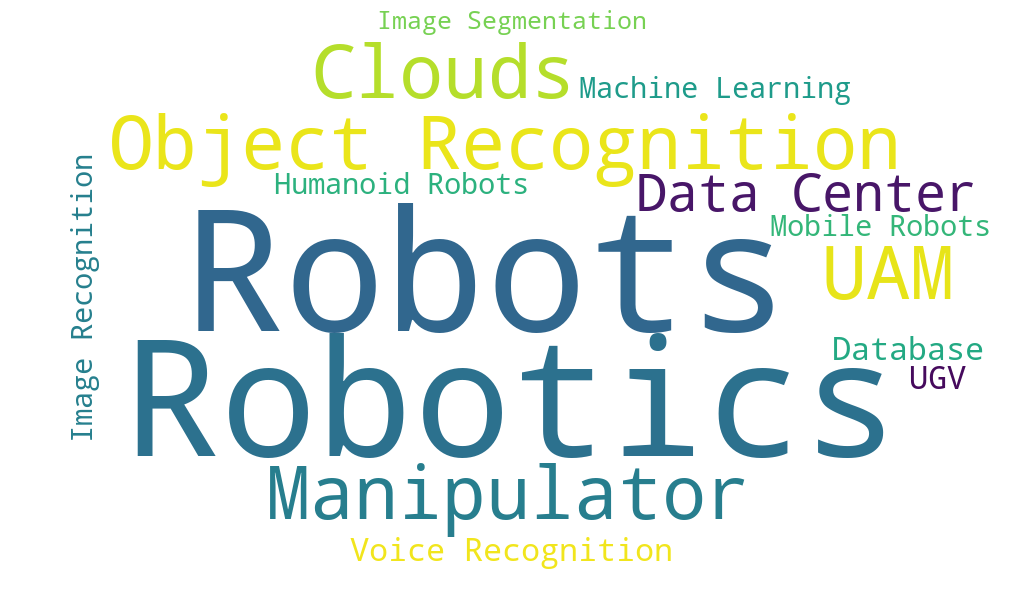 Image Segmentation
Clouds
Machine Learning
Object Recognition
Humanoid Robots
Data Center
Image Recognition
Robots
Mobile Robots
UAM
Robotics
Database
UGV
Manipulator
Voice Recognition